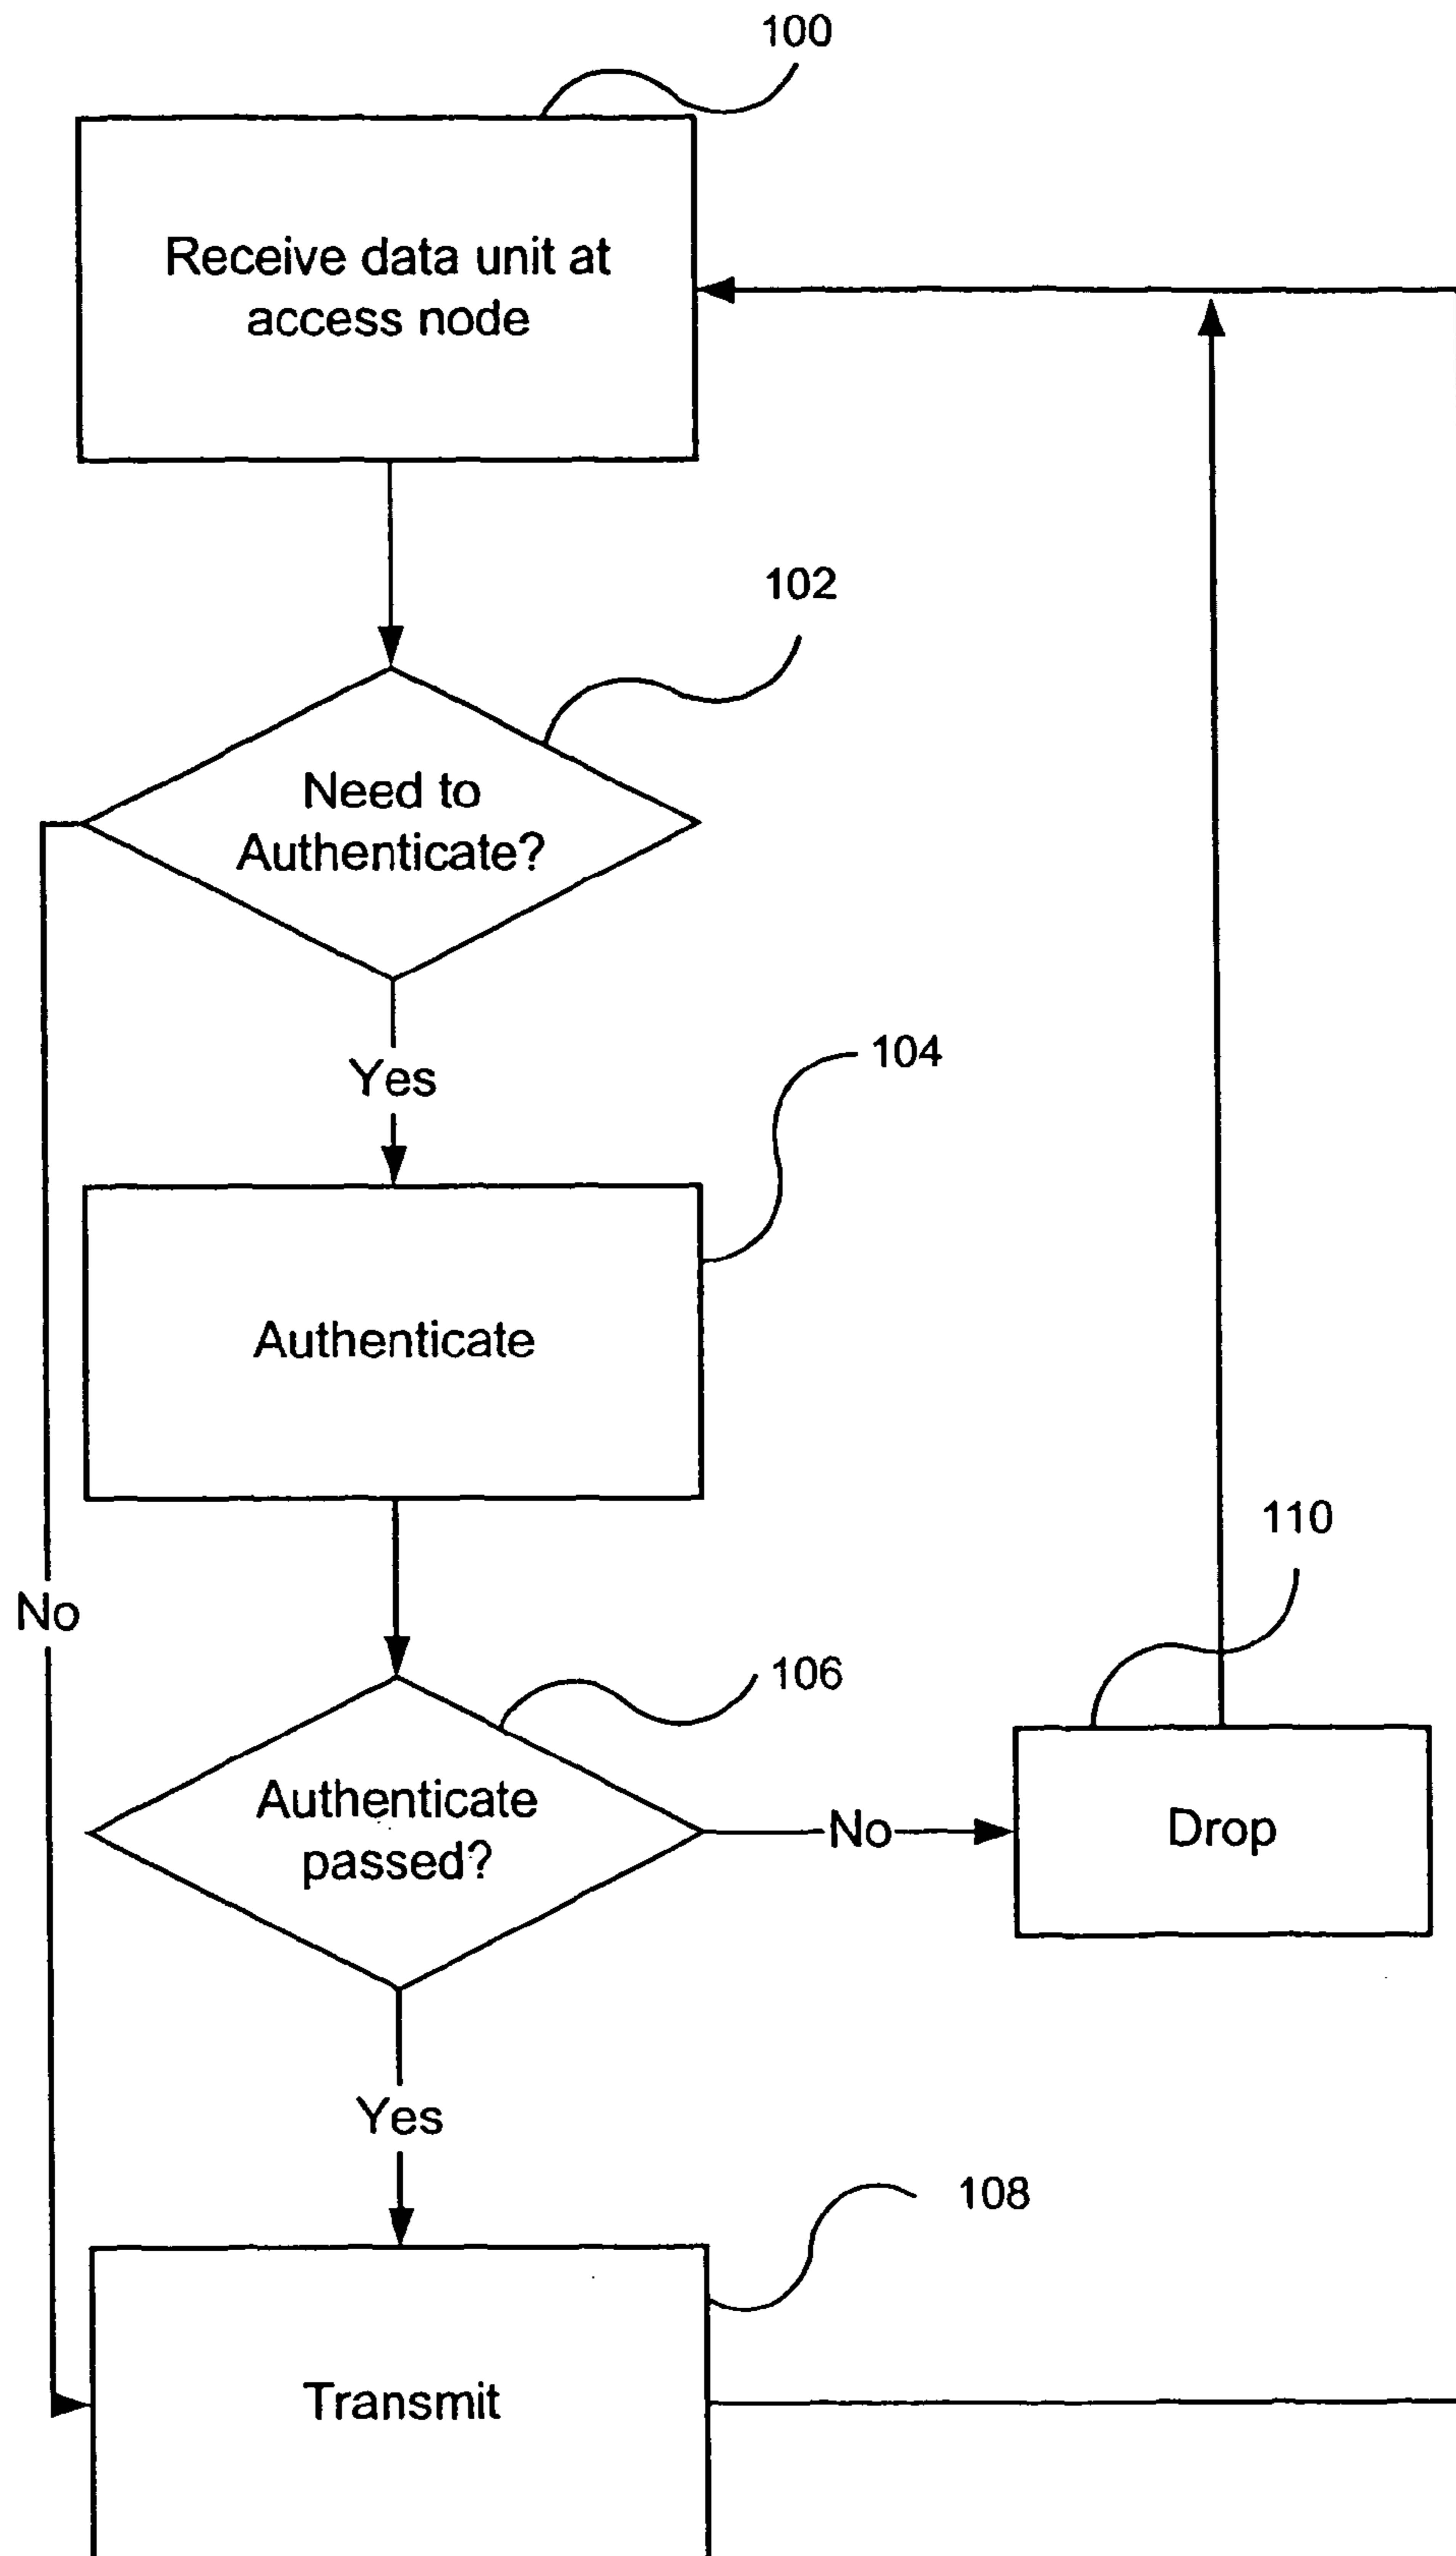 100
Receive data unit at
access node
102
Need to
Authenticate?
Yes
104
Authenticate
No
110
106
Authenticate
passed?
No
Drop
Yes
108
Transmit